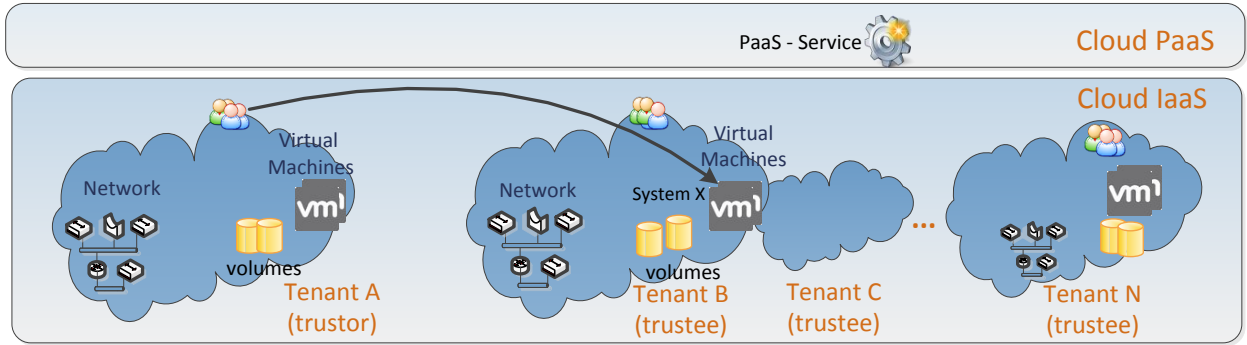 PaaS - Service
Cloud PaaS
Cloud IaaS
Virtual
Machines
Network
vm
volumes
Tenant A
(trustor)
Virtual
Machines
Network
System X
vm
volumes
Tenant B
(trustee)
Tenant C
(trustee)
...
vm
Tenant N
(trustee)